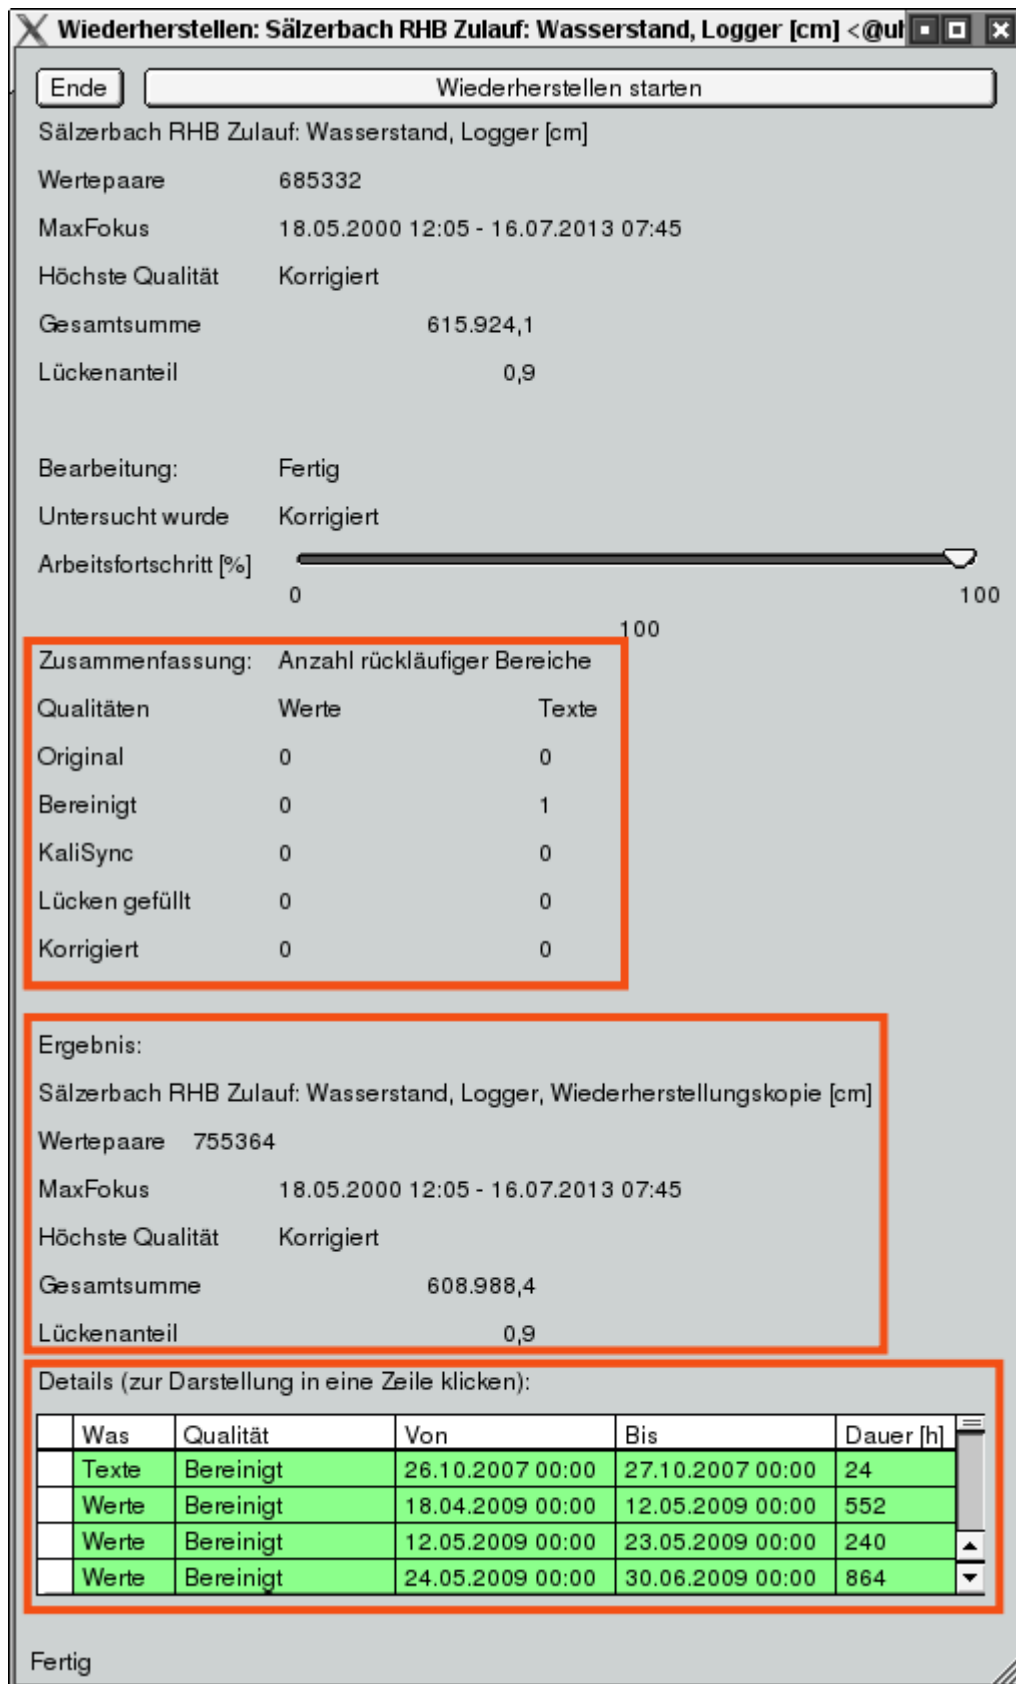 Wiederherstellen: Sälzerbach RHB Zulauf: Wasserstand, Logger [cm] <@uh
Ende Wiederherstellen starten
Sälzerbach RHB Zulauf: Wasserstand, Logger [cm]
Wertepaare 685332
MaxFokus 18.05.2000 12:05 - 16.07.2013 07:45
Höchste Qualität Korrigiert
Gesamtsumme 615.924,1
Lückenanteil 0,9
Bearbeitung: Fertig
Untersucht wurde Korrigiert
Arbeitsfortschritt [%]
0 100
100
Zusammenfassung: Anzahl rückläufiger Bereiche
Qualitäten Werte Texte
Original 0 0
Bereinigt 0 1
KaliSync 0 0
Lücken gefüllt 0 0
Korrigiert 0 0
Ergebnis:
Sälzerbach RHB Zulauf: Wasserstand, Logger, Wiederherstellungskopie [cm]
Wertepaare 755364
MaxFokus 18.05.2000 12:05 - 16.07.2013 07:45
Höchste Qualität Korrigiert
Gesamtsumme 608.988,4
Lückenanteil 0,9
Details (zur Darstellung in eine Zeile klicken):
Was Qualität Von Bis Dauer [h]
Texte Bereinigt 26.10.2007 00:00 27.10.2007 00:00 24
Werte Bereinigt 18.04.2009 00:00 12.05.2009 00:00 552
Werte Bereinigt 12.05.2009 00:00 23.05.2009 00:00 240
Werte Bereinigt 24.05.2009 00:00 30.06.2009 00:00 864
Fertig